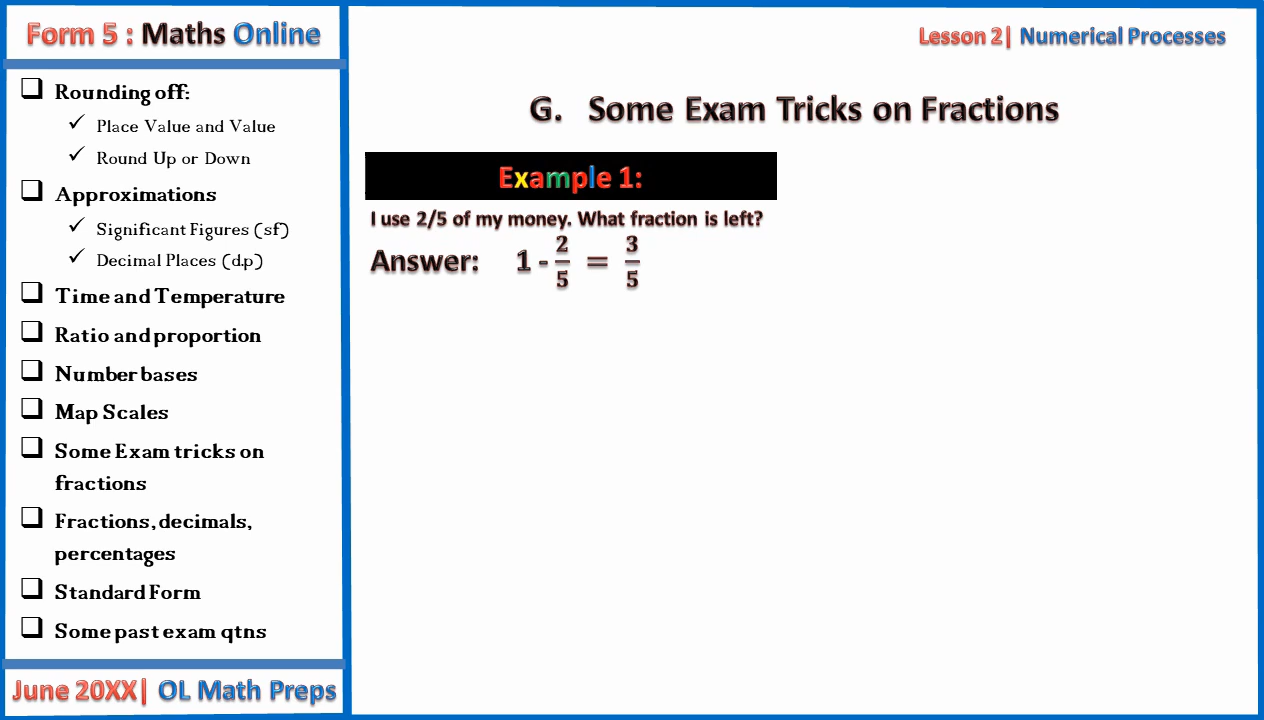 Form 5 : Maths Online
Lesson 2| Numerical Processes
❑ Rounding off:
✓ Place Value and Value
✓ Round Up or Down
❑ Approximations
✓ Significant Figures (sf)
✓ Decimal Places (d.p)
❑ Time and Temperature
❑ Ratio and proportion
❑ Number bases
❑ Map Scales
❑ Some Exam tricks on
fractions
❑ Fractions, decimals,
percentages
❑ Standard Form
❑ Some past exam qtns
June 20XX| OL Math Preps
G. Some Exam Tricks on Fractions
Example 1:
I use 2/5 of my money. What fraction is left?
Answer: 1 - 2/5 = 3/5